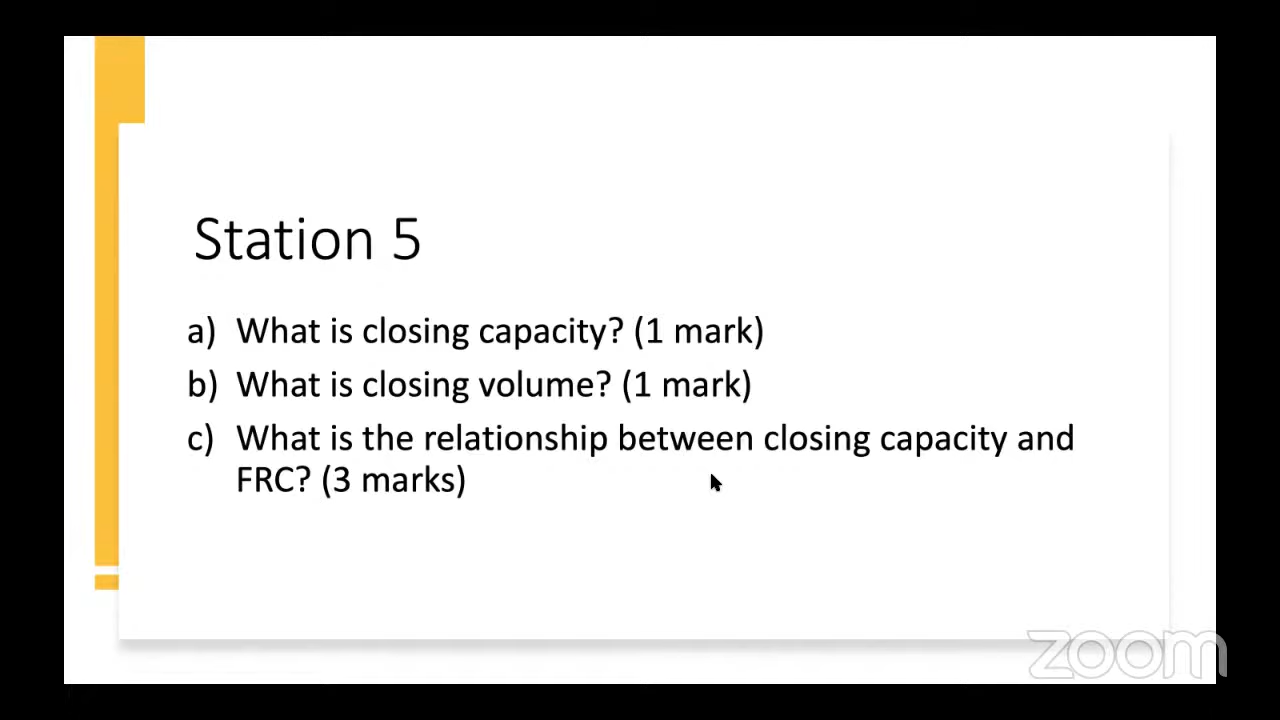 Station 5
a) What is closing capacity? (1 mark)
b) What is closing volume? (1 mark)
c) What is the relationship between closing capacity and
FRC? (3 marks)
zoom